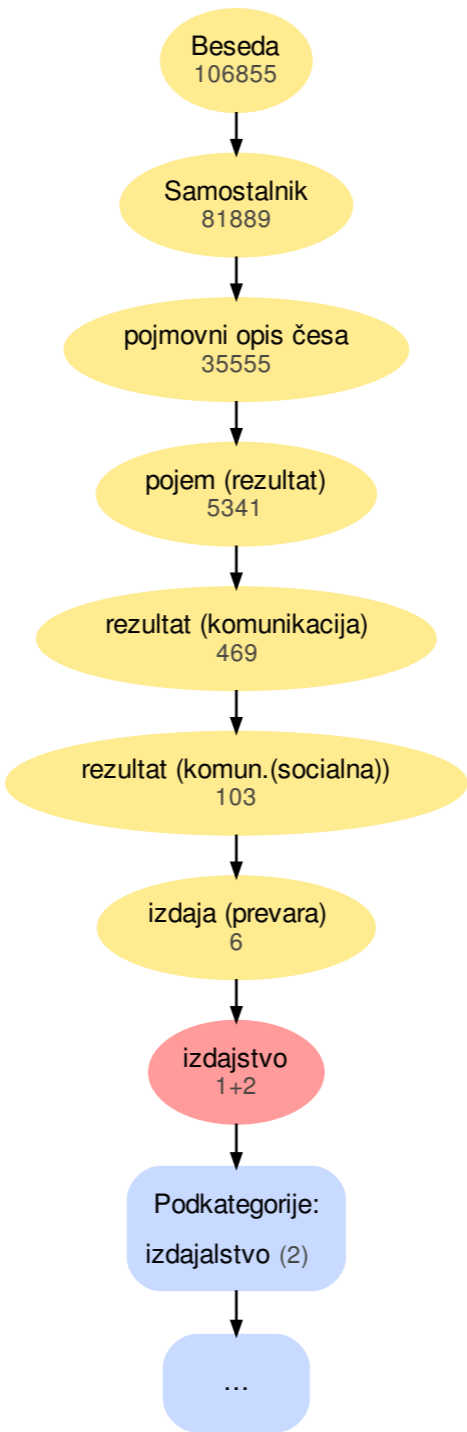 Beseda
106855
Samostalnik
81889
pojmovni opis česa
35555
pojem (rezultat)
5341
rezultat (komunikacija)
469
rezultat (komun.(socialna))
103
izdaja (prevara)
6
izdajstvo
1+2
Podkategorije:
izdajalstvo (2)
...